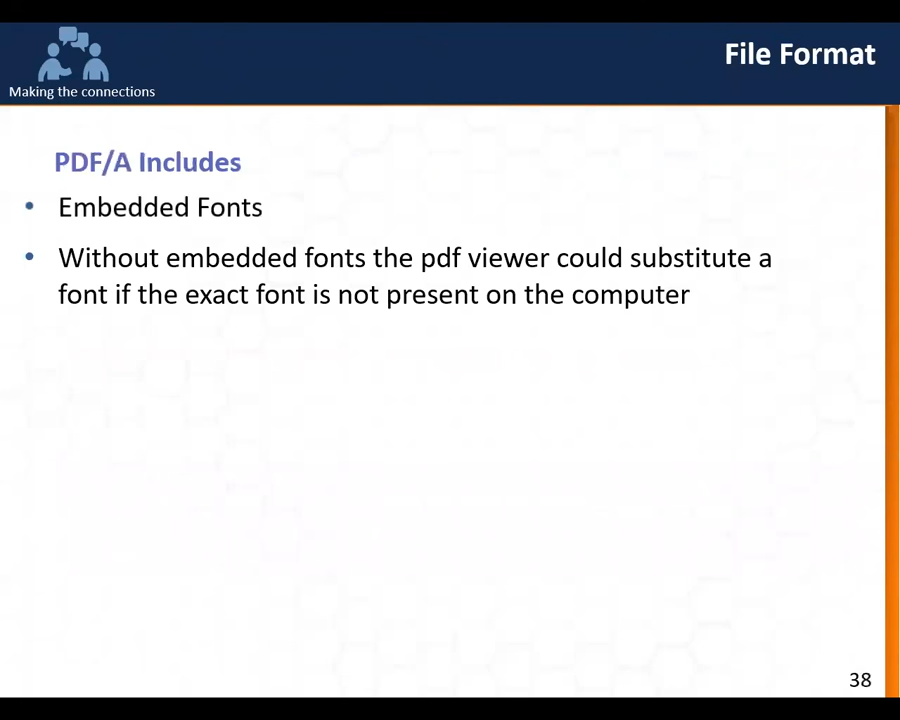 File Format
Making the connections
PDF/A Includes
• Embedded Fonts
• Without embedded fonts the pdf viewer could substitute a
font if the exact font is not present on the computer
38